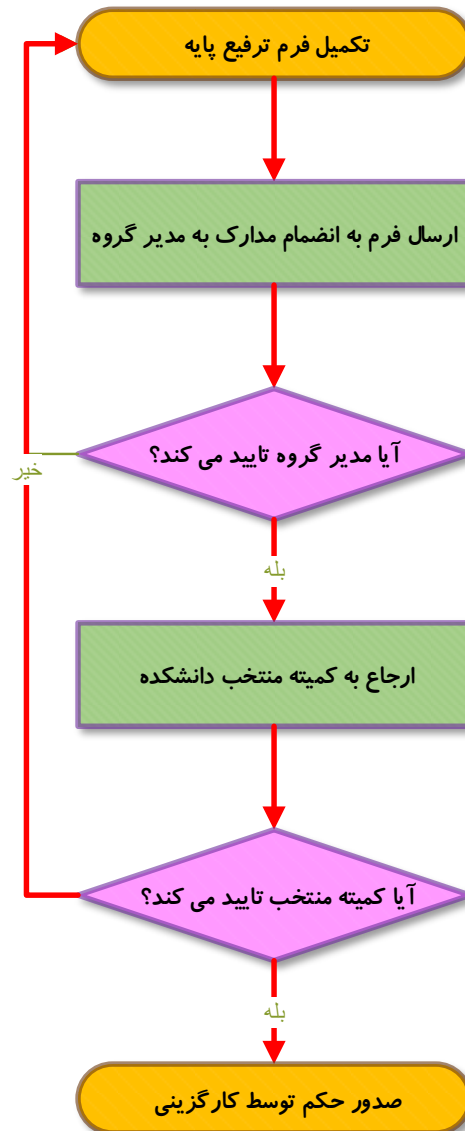 تکمیل فرم ترفیع پایه
ارسال فرم به انضمام مدارک به مدیر گروه
آیا مدیر گروه تایید می کند؟
خیر
بله
ارجاع به کمیته منتخب دانشکده
آیا کمیته منتخب تایید می کند؟
بله
صدور حکم توسط کارگزینی